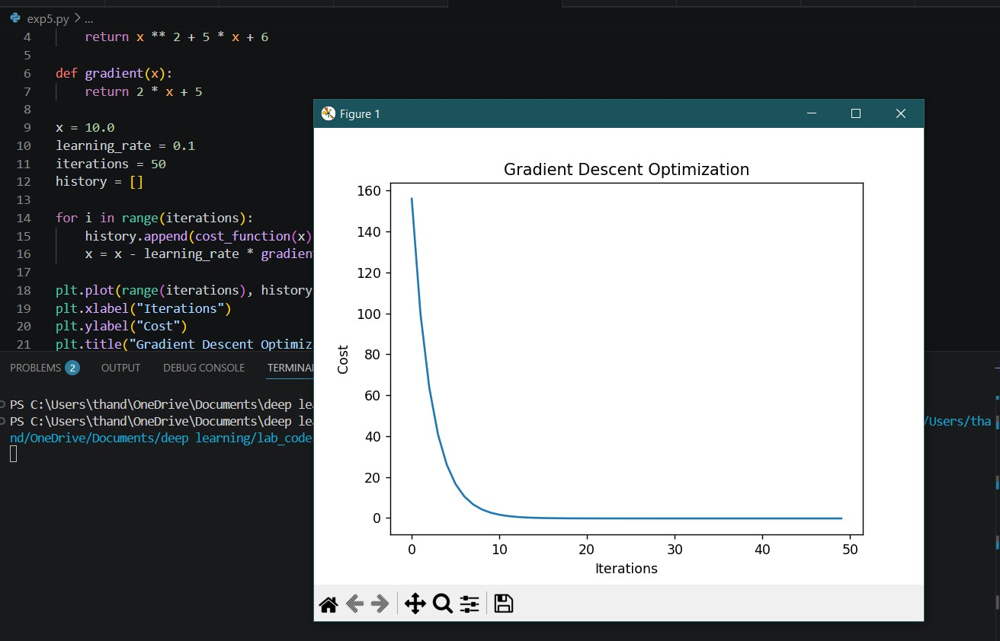 exp5.py > ...
4 return x ** 2 + 5 * x + 6
5
6 def gradient(x):
7 return 2 * x + 5
8
9 x = 10.0
10 learning_rate = 0.1
11 iterations = 50
12 history = []
13
14 for i in range(iterations):
15 history.append(cost_function(x)
16 x = x - learning_rate * gradien
17
18 plt.plot(range(iterations), history
19 plt.xlabel("Iterations")
20 plt.ylabel("Cost")
21 plt.title("Gradient Descent Optimiz
PROBLEMS 2 OUTPUT DEBUG CONSOLE TERMINA
PS C:\Users\thand\OneDrive\Documents\deep le
PS C:\Users\thand\OneDrive\Documents\deep le
/Users/tha
nd/OneDrive/Documents/deep learning/lab_code
Figure 1
Gradient Descent Optimization
160
140
120
100
80
60
40
20
0
Cost
0 10 20 30 40 50
Iterations